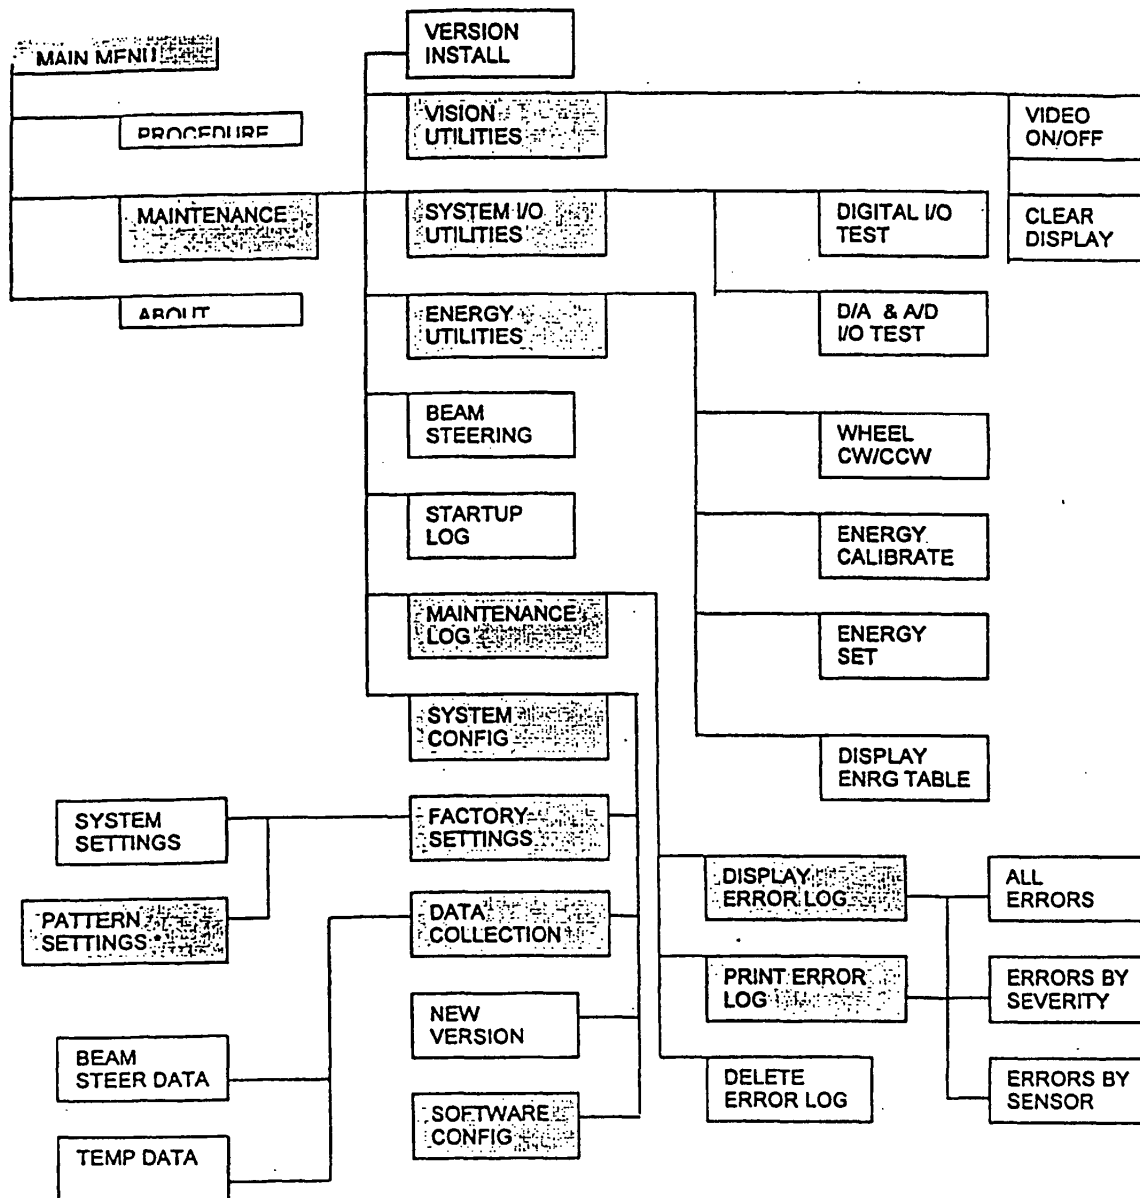 MAIN MENU
PROCEDURE
MAINTENANCE
ABOUT
VERSION
INSTALL
VISION
UTILITIES
SYSTEM I/O
UTILITIES
ENERGY
UTILITIES
BEAM
STEERING
STARTUP
LOG
MAINTENANCE
LOG
SYSTEM
CONFIG
FACTORY
SETTINGS
DATA
COLLECTION
NEW
VERSION
SOFTWARE
CONFIG
SYSTEM
SETTINGS
PATTERN
SETTINGS *
BEAM
STEER DATA
TEMP DATA
VIDEO
ON/OFF
CLEAR
DISPLAY
DIGITAL I/O
TEST
D/A & A/D
I/O TEST
WHEEL
CW/CCW
ENERGY
CALIBRATE
ENERGY
SET
DISPLAY
ENRG TABLE
DISPLAY
ERROR LOG
PRINT ERROR
LOG
DELETE
ERROR LOG
ALL
ERRORS
ERRORS BY
SEVERITY
ERRORS BY
SENSOR